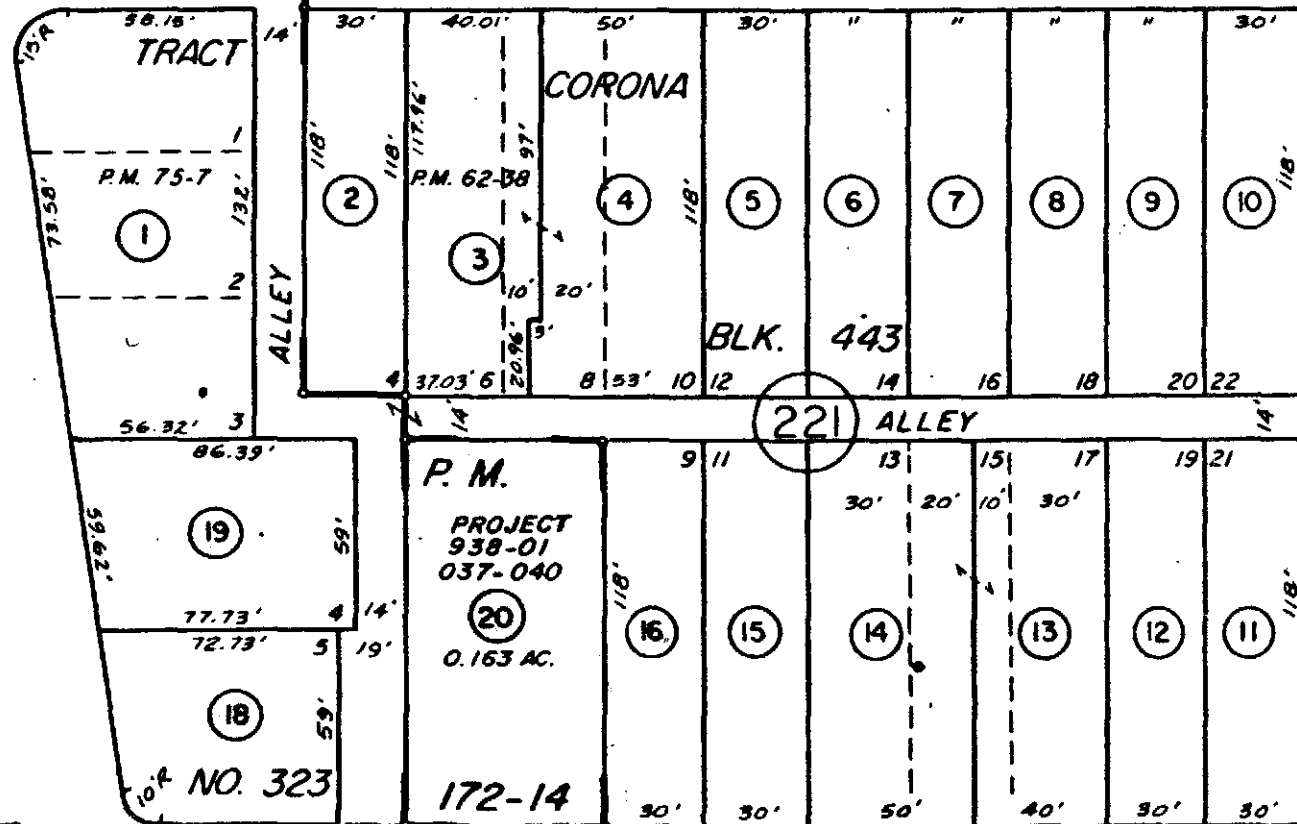 58.15' 14' 30' 40.01' 50' 30' " " " " 30'
15'R
TRACT
CORONA
1
118' 118' 117.96' 97' 118' 118'
P.M. 75-7
P.M. 62-38
73.58'
132'
1 2 3 4 5 6 7 8 9 10
2
ALLEY
10' 20'
3'
20.96'
BLK. 443
4 37.03' 6 8 53' 10 12 14 16 18 20 22
56.32' 3
14' 221 ALLEY 14'
86.39'
P. M.
9 11 13 15 17 19 21
30' 20' 10' 30'
59.62'
19
59'
PROJECT
938-01
037-040
20
0.163 AC.
118' 118'
77.73' 4 14'
16 15 14 13 12 11
72.73' 5 19'
18
59'
10'R NO. 323
172-14
30' 30' 50' 40' 30' 30'